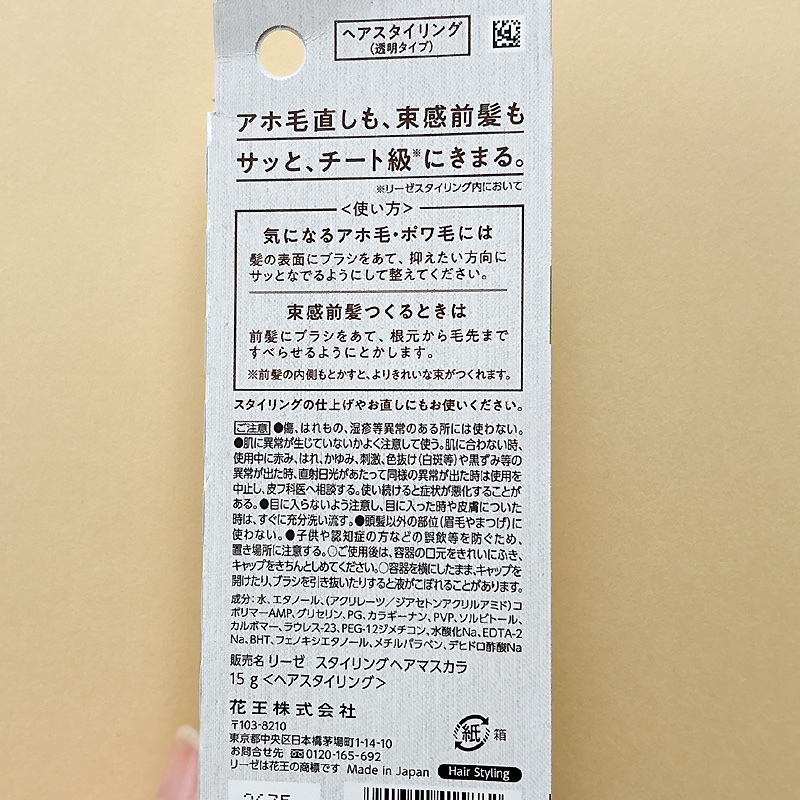 ヘアスタイリング
(透明タイプ)
アホ毛直しも、束感前髪も
サッと、チート級※にきまる。
※リーゼスタイリング内において
<使い方>
気になるアホ毛・ボワ毛には
髪の表面にブラシをあて、抑えたい方向に
サッとなでるようにして整えてください。
束感前髪つくるときは
前髪にブラシをあて、根元から毛先まで
すべらせるようにとかします。
※前髪の内側もとかすと、よりきれいな束がつくれます。
スタイリングの仕上げやお直しにもお使いください。
ご注意 ●傷、はれもの、湿疹等異常のある所には使わない。
●肌に異常が生じていないかよく注意して使う。肌に合わない時、
使用中に赤み、はれ、かゆみ、刺激、色抜け(白斑等)や黒ずみ等の
異常が出た時、直射日光があたって同様の異常が出た時は使用を
中止し、皮フ科医へ相談する。使い続けると症状が悪化することが
ある。●目に入らないよう注意し、目に入った時や皮膚についた
時は、すぐに充分洗い流す。●頭髪以外の部位(眉毛やまつげ)に
使わない。●子供や認知症の方などの誤飲等を防ぐため、
置き場所に注意する。○ご使用後は、容器の口元をきれいにふき、
キャップをきちんとしめてください。○容器を横にしたまま、キャップを
開けたり、ブラシを引き抜いたりすると液がこぼれることがあります。
成分：水、エタノール、(アクリレーツ/ジアセトンアクリルアミド)コ
ポリマーAMP、グリセリン、PG、カラギーナン、PVP、ソルビトール、
カルボマー、ラウレス-23、PEG-12ジメチコン、水酸化Na、EDTA-2
Na、BHT、フェノキシエタノール、メチルパラベン、デヒドロ酢酸Na
販売名 リーゼ スタイリングヘアマスカラ
15g<ヘアスタイリング>
花王株式会社
〒103-8210
東京都中央区日本橋茅場町1-14-10
お問合せ先 0120-165-692
リーゼは花王の商標です Made in Japan Hair Styling
紙 箱